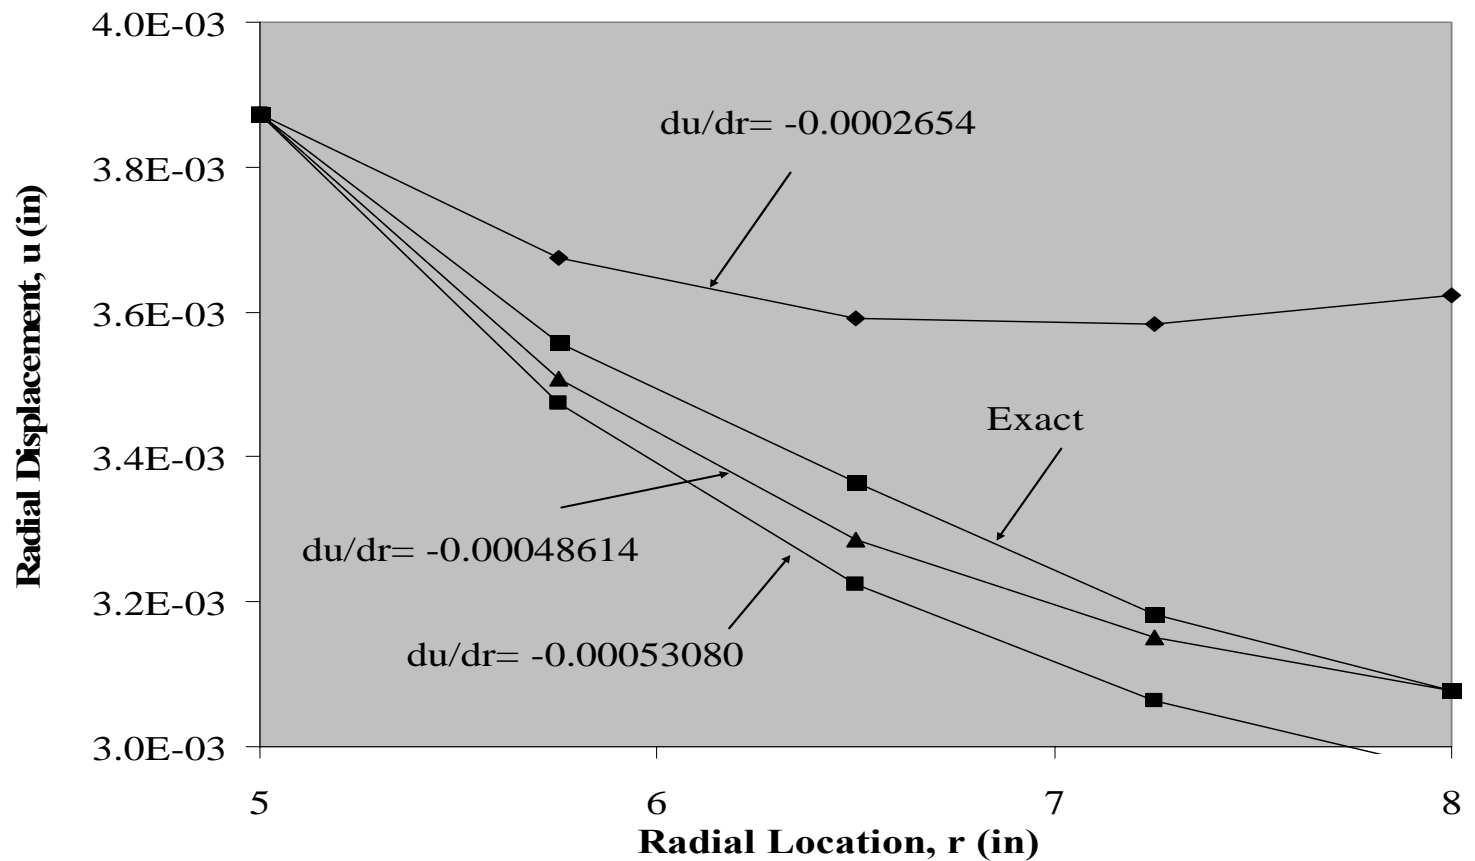 4.0E-03
du/dr= -0.0002654
3.8E-03
Radial Displacement, u (in)
3.6E-03
Exact
3.4E-03
du/dr= -0.00048614
3.2E-03
du/dr= -0.00053080
3.0E-03
5 6 7 8
Radial Location, r (in)